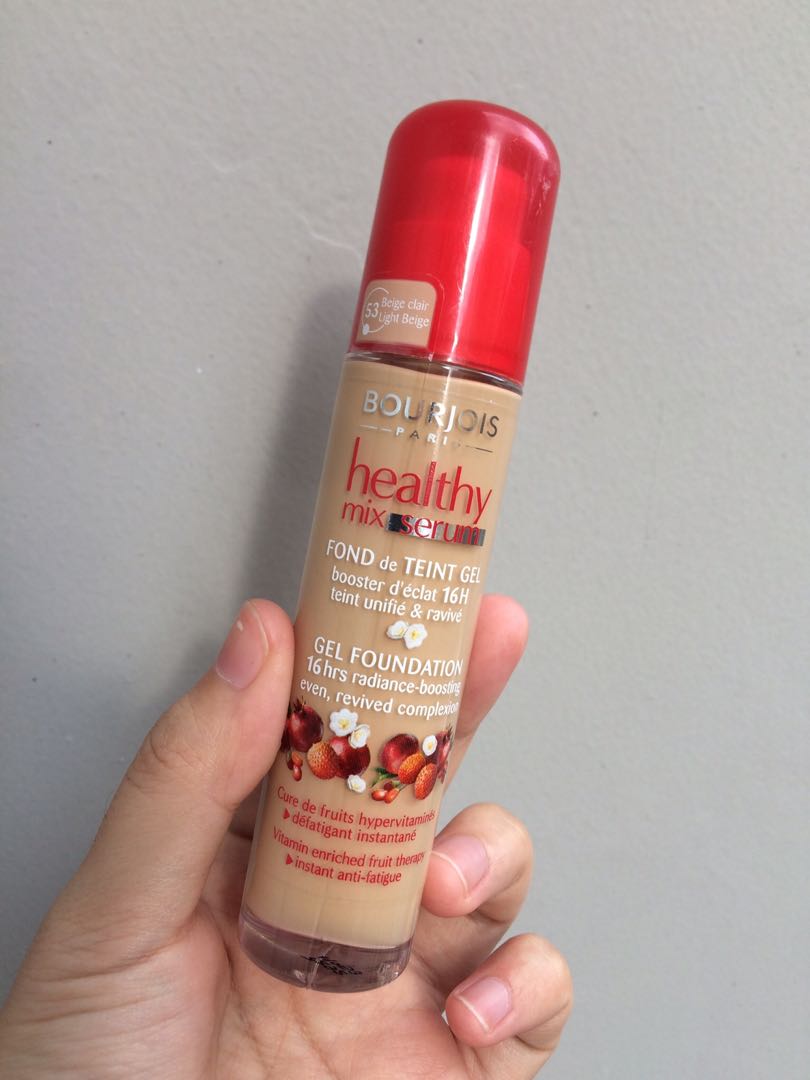 53
Beige clair
Light Beige
BOURJOIS
PARIS
healthy
mix serum
FOND de TEINT GEL
booster d'éclat 16H
teint unifié & ravivé
GEL FOUNDATION
16hrs radiance-boosting
even, revived complexion
Cure de fruits hypervitaminés
défatigant instantané
Vitamin enriched fruit therapy
instant anti-fatigue